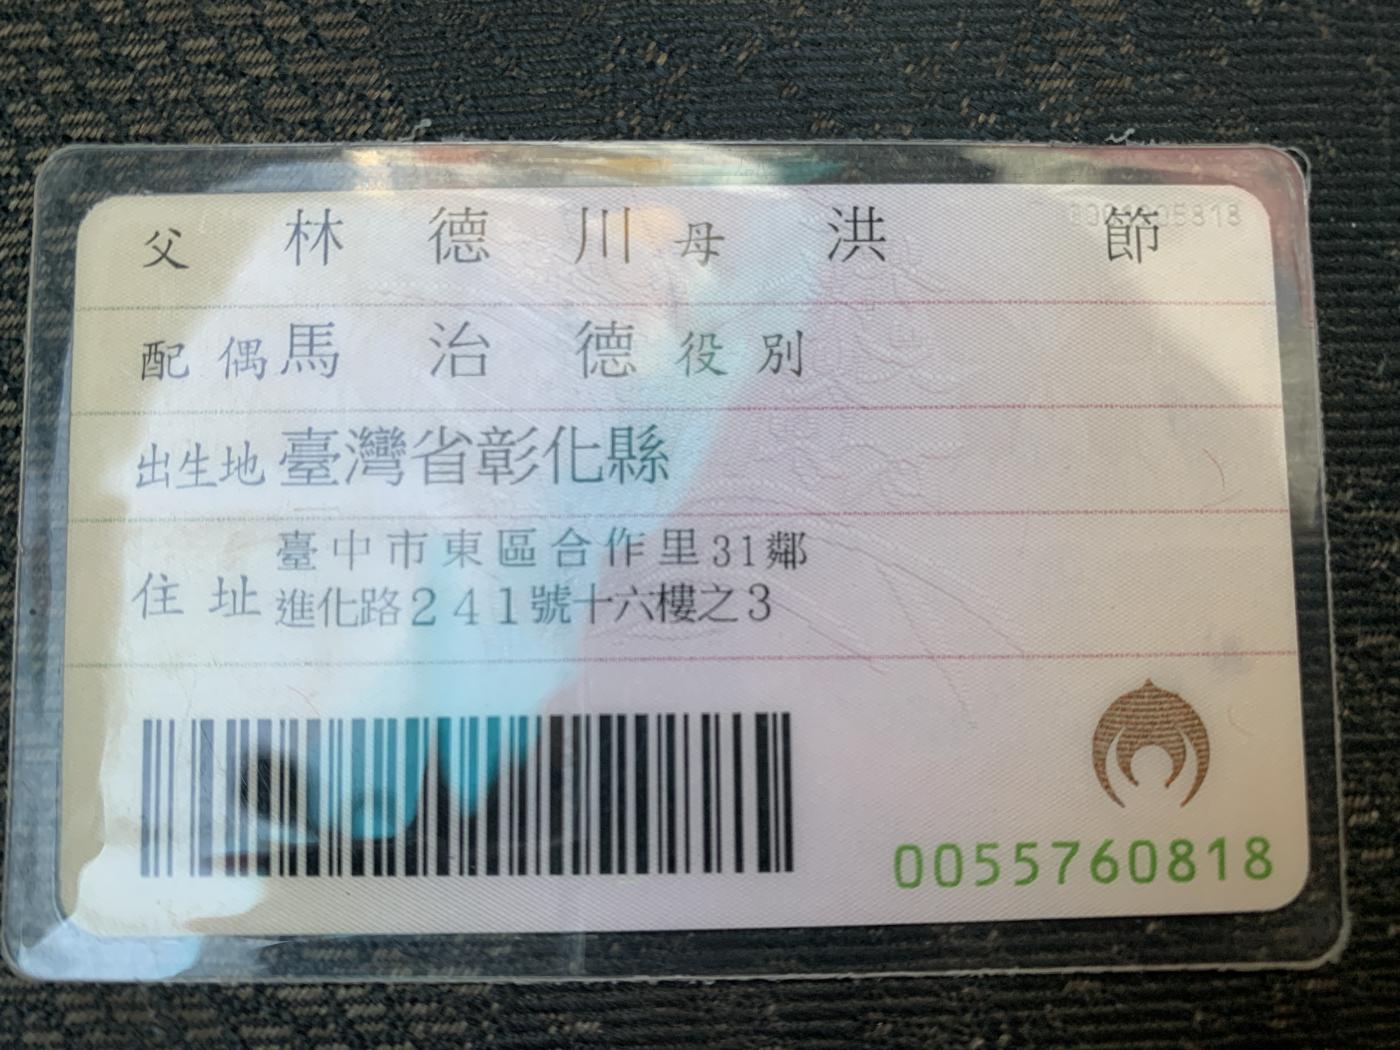 父 林德川 母 洪節
配偶 馬治德 役別
出生地 臺灣省彰化縣
住址 臺中市東區合作里31鄰
進化路241號十六樓之3
0055760818